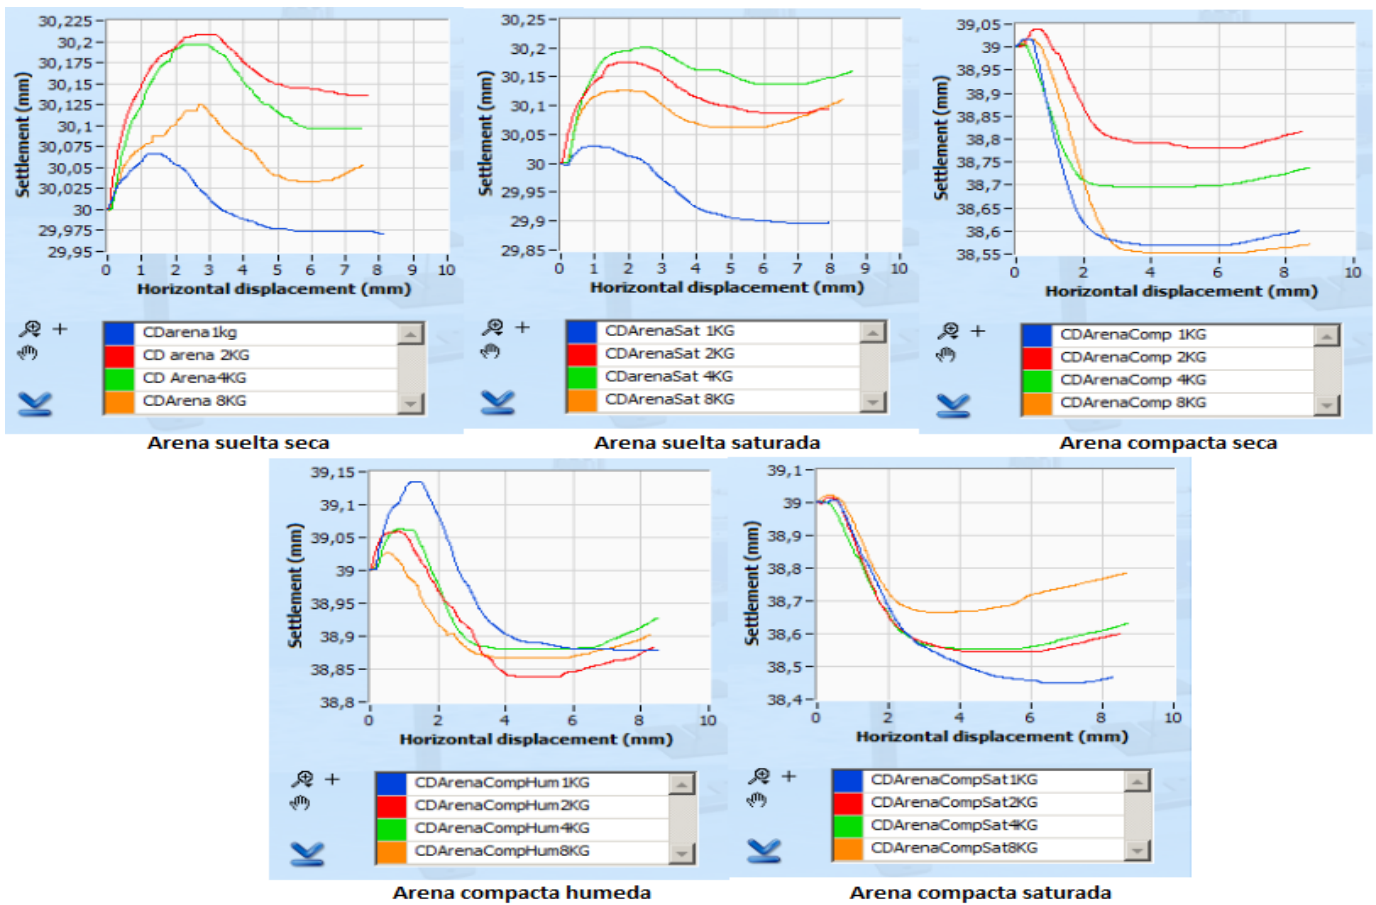 30,225
30,2
30,175
30,15
30,125
30,1
30,075
30,05
30,025
30
29,975
29,95
Settlement (mm)
0 1 2 3 4 5 6 7 8 9 10
Horizontal displacement (mm)
CDarena1kg
CD arena 2KG
CD Arena4KG
CDArena 8KG
Arena suelta seca
30,25
30,2
30,15
30,1
30,05
30
29,95
29,9
29,85
Settlement (mm)
0 1 2 3 4 5 6 7 8 9 10
Horizontal displacement (mm)
CDArenaSat 1KG
CDArenaSat 2KG
CDarenaSat 4KG
CDarenaSat 8KG
Arena suelta saturada
39,05
39
38,95
38,9
38,85
38,8
38,75
38,7
38,65
38,6
38,55
Settlement (mm)
0 2 4 6 8 10
Horizontal displacement (mm)
CDArenaComp 1KG
CDArenaComp 2KG
CDArenaComp 4KG
CDArenaComp 8KG
Arena compacta seca
39,15
39,1
39,05
39
38,95
38,9
38,85
38,8
Settlement (mm)
0 2 4 6 8 10
Horizontal displacement (mm)
CDArenaCompHum1KG
CDArenaCompHum2KG
CDArenaCompHum4KG
CDArenaCompHum8KG
Arena compacta humeda
39,1
39
38,9
38,8
38,7
38,6
38,5
38,4
Settlement (mm)
0 2 4 6 8 10
Horizontal displacement (mm)
CDArenaCompSat1KG
CDArenaCompSat2KG
CDArenaCompSat4KG
CDArenaCompSat8KG
Arena compacta saturada